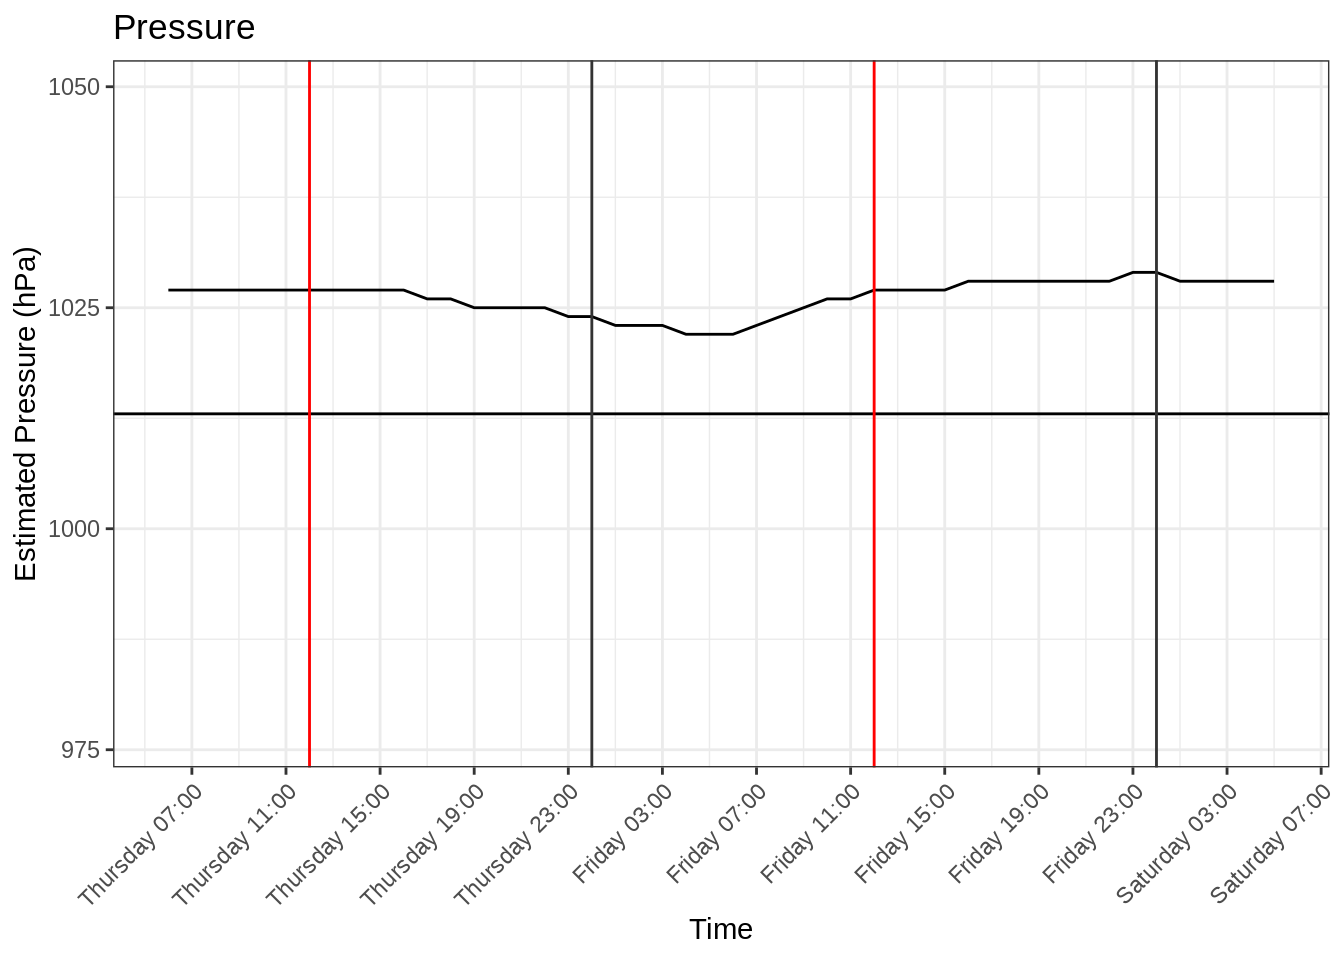 Pressure
Estimated Pressure (hPa)
1050
1025
1000
975
Thursday 07:00
Thursday 11:00
Thursday 15:00
Thursday 19:00
Thursday 23:00
Friday 03:00
Friday 07:00
Friday 11:00
Friday 15:00
Friday 19:00
Friday 23:00
Saturday 03:00
Saturday 07:00
Time